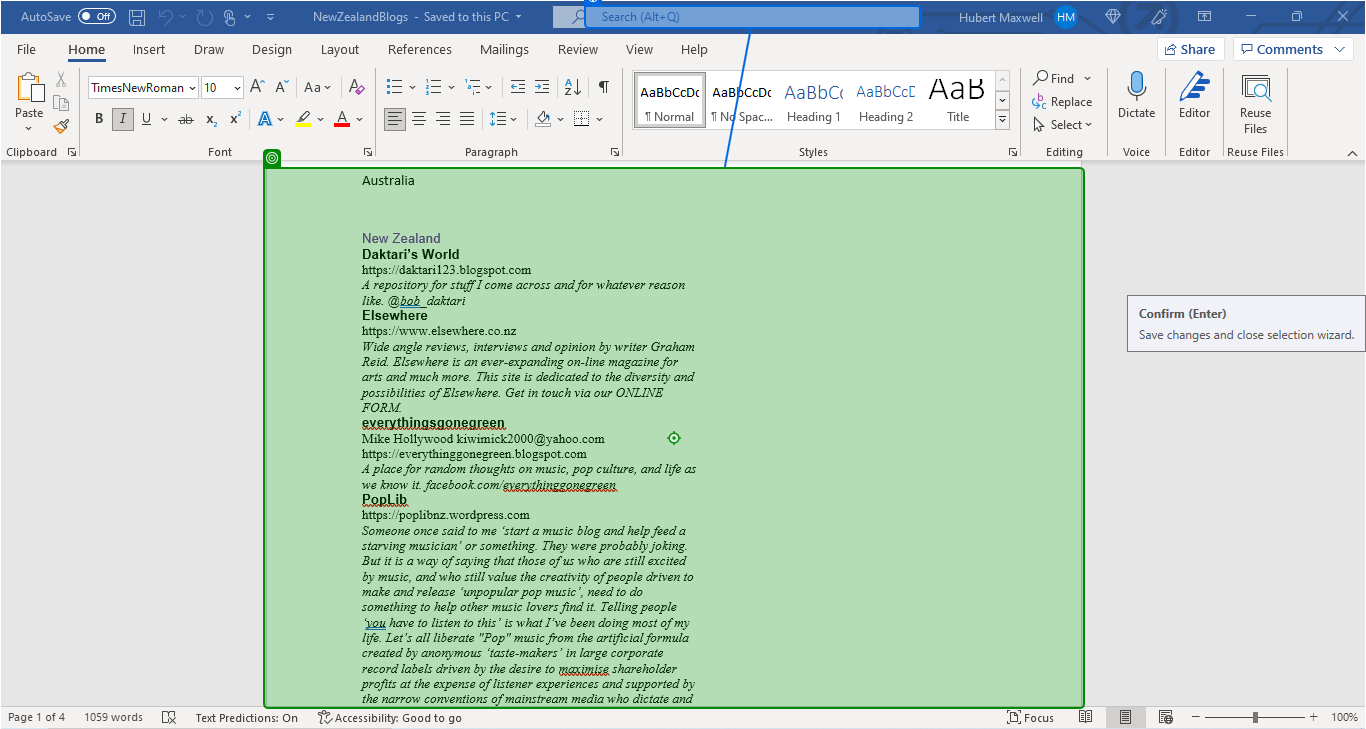 AutoSave Off NewZealandBlogs - Saved to this PC Search (Alt+Q) Hubert Maxwell HM
File Home Insert Draw Design Layout References Mailings Review View Help Share Comments
Paste
Clipboard
TimesNewRoman 10 A A Aa A
B I U ab x₂ x² A A
Font
Paragraph
AaBbCcDc AaBbCcDc AaBbCc AaBbCcD AaB
¶ Normal ¶ No Spac... Heading 1 Heading 2 Title
Styles
Find
Replace
Select
Editing
Dictate
Voice
Editor
Editor
Reuse
Files
Reuse Files
Australia
New Zealand
Daktari’s World
https://daktari123.blogspot.com
A repository for stuff I come across and for whatever reason
like. @bob_daktari
Elsewhere
https://www.elsewhere.co.nz
Wide angle reviews, interviews and opinion by writer Graham
Reid. Elsewhere is an ever-expanding on-line magazine for
arts and much more. This site is dedicated to the diversity and
possibilities of Elsewhere. Get in touch via our ONLINE
FORM.
everythingsgonegreen
Mike Hollywood kiwimick2000@yahoo.com
https://everythinggonegreen.blogspot.com
A place for random thoughts on music, pop culture, and life as
we know it. facebook.com/everythinggonegreen
PopLib
https://poplibnz.wordpress.com
Someone once said to me ‘start a music blog and help feed a
starving musician’ or something. They were probably joking.
But it is a way of saying that those of us who are still excited
by music, and who still value the creativity of people driven to
make and release ‘unpopular pop music’, need to do
something to help other music lovers find it. Telling people
‘you have to listen to this’ is what I’ve been doing most of my
life. Let’s all liberate "Pop" music from the artificial formula
created by anonymous ‘taste-makers’ in large corporate
record labels driven by the desire to maximise shareholder
profits at the expense of listener experiences and supported by
the narrow conventions of mainstream media who dictate and
Confirm (Enter)
Save changes and close selection wizard.
Page 1 of 4 1059 words Text Predictions: On Accessibility: Good to go Focus 100%